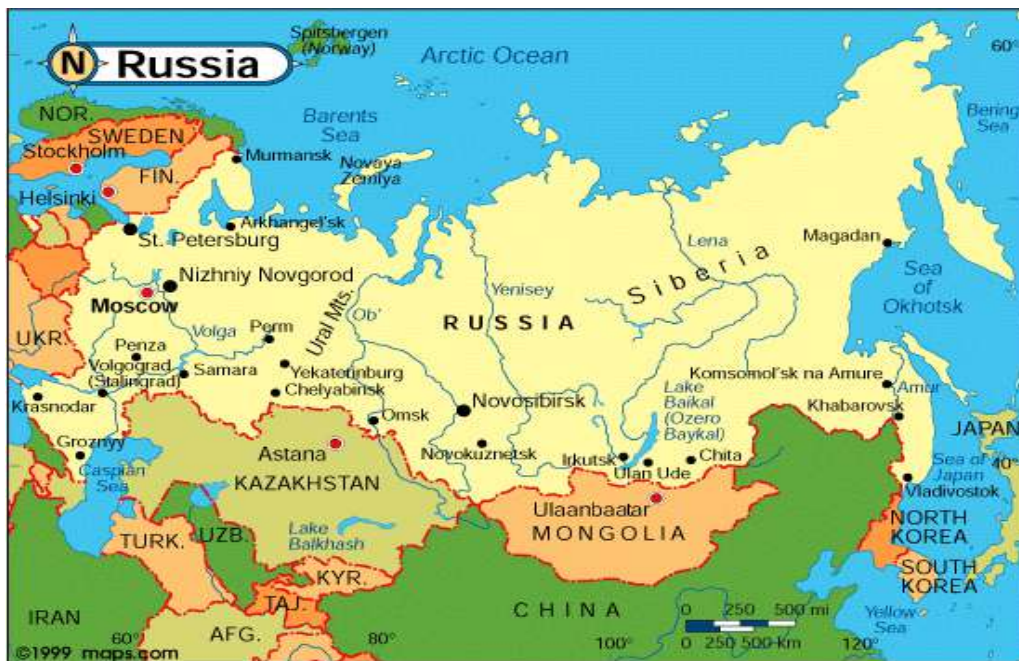 N Russia
Spitsbergen
(Norway)
Arctic Ocean
60°
Bering
Sea
Barents
Sea
NOR.
SWEDEN
Stockholm
FIN.
Helsinki
Murmansk
Novaya
Zemlya
Arkhangel'sk
St. Petersburg
Nizhniy Novgorod
Moscow
Lena
Siberia
Magadan
Sea
of
Okhotsk
Yenisey
Ob'
Ural Mts.
RUSSIA
UKR.
Volga
Perm
Penza
Volgograd
(Stalingrad)
Samara
Yekaterinburg
Chelyabinsk
Krasnodar
Omsk
Novosibirsk
Lake
Baikal
(Ozero
Baykal)
Komsomol'sk na Amure
Amur
Khabarovsk
JAPAN
Groznyy
Caspian
Sea
Astana
KAZAKHSTAN
Novokuznetsk
Irkutsk
Ulan Ude
Chita
Sea of
Japan
40°
Vladivostok
Ulaanbaatar
MONGOLIA
NORTH
KOREA
SOUTH
KOREA
TURK.
UZB.
Lake
Balkhash
KYR.
TAJ.
IRAN
AFG.
CHINA
Yellow
Sea
0 250 500 mi
0 250 500 km
60°
80°
100°
120°
©1999 maps.com